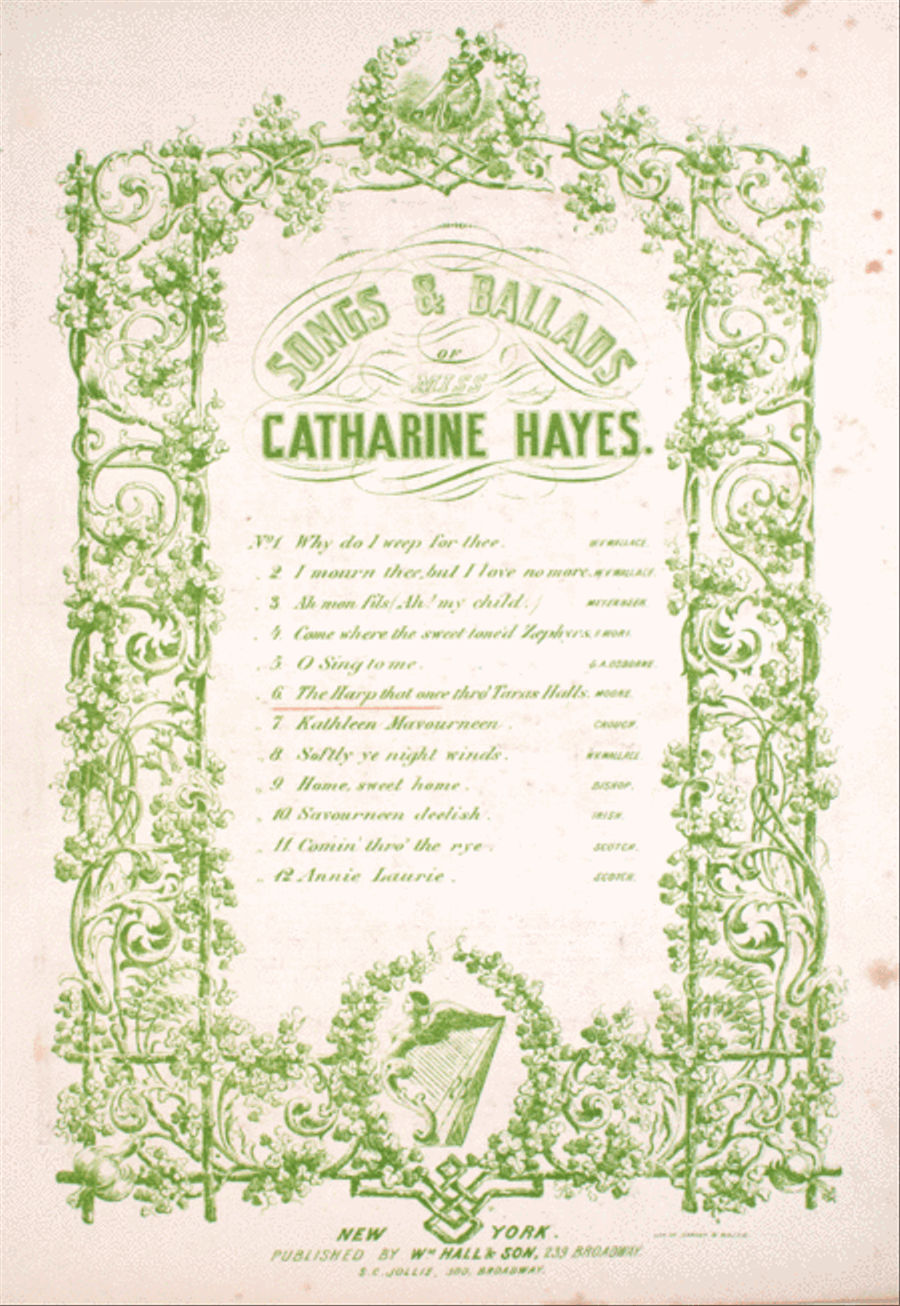 SONGS & BALLADS
OF
MISS
CATHARINE HAYES.
No. 1 Why do I weep for thee. W.V. WALLACE.
" 2 I mourn thee, but I love no more. W.V. WALLACE.
" 3 Ah mon fils (Ah! my child.) MEYERBEER.
" 4. Come where the sweet toned Zephyrs.
" 5 O Sing to me. G.A. OSBORNE.
" 6. The Harp that once thro' Taras Halls. MOORE.
" 7. Kathleen Mavourneen. CROUCH.
" 8. Softly ye night winds. W.V. WALLACE.
" 9. Home, sweet home. BISHOP.
" 10. Savourneen deelish. IRISH.
" 11. Comin' thro' the rye. SCOTCH.
" 12 Annie Laurie. SCOTCH.
NEW YORK.
PUBLISHED BY Wm HALL & SON, 239 BROADWAY.
S.C. JOLLIE, 300, BROADWAY.